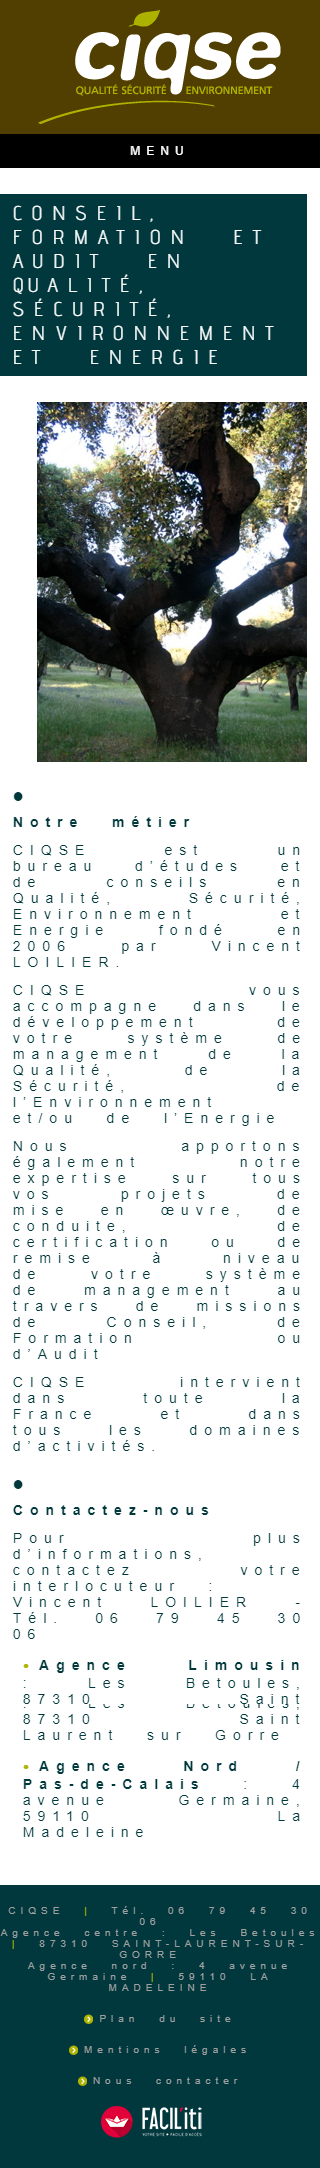 ciqse
QUALITÉ SÉCURITÉ ENVIRONNEMENT
MENU
CONSEIL,
FORMATION ET
AUDIT EN
QUALITÉ,
SÉCURITÉ,
ENVIRONNEMENT
ET ENERGIE
Notre métier
CIQSE est un
bureau d'études et
de conseils en
Qualité, Sécurité,
Environnement et
Energie fondé en
2006 par Vincent
LOILIER.
CIQSE vous
accompagne dans le
développement de
votre système de
management de la
Qualité, de la
Sécurité, de
l'Environnement
et/ou de l'Energie
Nous apportons
également notre
expertise sur tous
vos projets de
mise en œuvre, de
conduite, de
certification ou de
remise à niveau
de votre système
de management au
travers de missions
de Conseil, de
Formation ou
d'Audit
CIQSE intervient
dans toute la
France et dans
tous les domaines
d'activités.
Contactez-nous
Pour plus
d'informations,
contactez votre
interlocuteur :
Vincent LOILIER -
Tél. 06 79 45 30
06
• Agence Limousin
: Les Betoules,
87310 Saint
: Les Betoules,
87310 Saint
Laurent sur Gorre
• Agence Nord /
Pas-de-Calais : 4
avenue Germaine,
59110 La
Madeleine
CIQSE | Tél. 06 79 45 30
06
Agence centre : Les Betoules
| 87310 SAINT-LAURENT-SUR-
GORRE
Agence nord : 4 avenue
Germaine | 59110 LA
MADELEINE
Plan du site
Mentions légales
Nous contacter
FACIL'iti
VOTRE SITE + FACILE D'ACCÈS